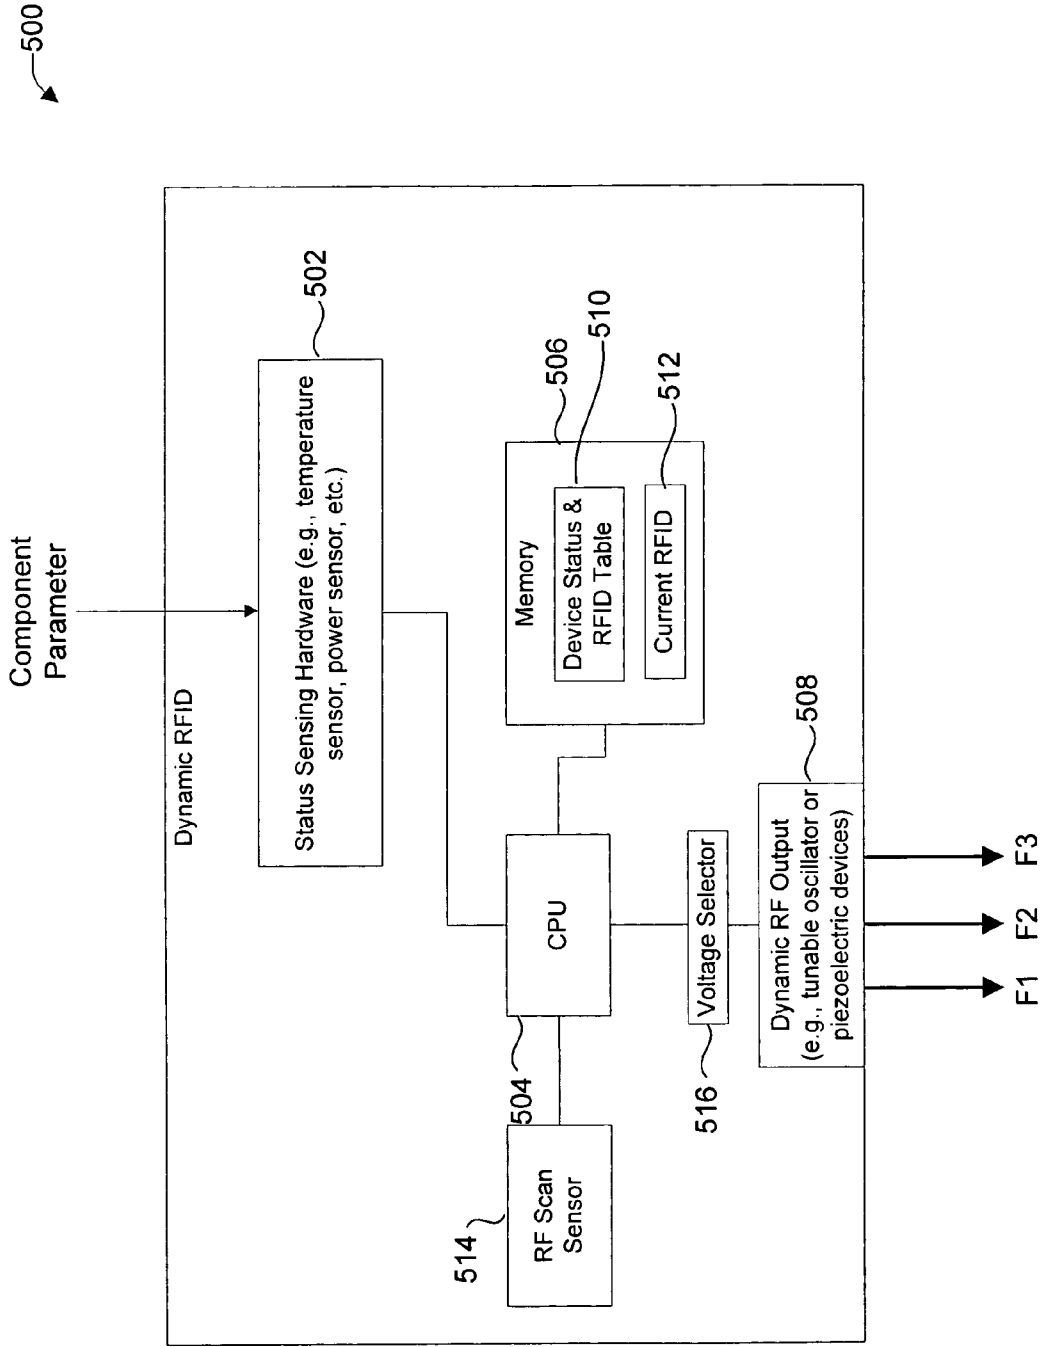 500
Component
Parameter
Dynamic RFID
502
Status Sensing Hardware (e.g., temperature
sensor, power sensor, etc.)
506
510
512
Memory
Device Status &
RFID Table
Current RFID
CPU
504
514
RF Scan
Sensor
Voltage Selector
516
508
Dynamic RF Output
(e.g., tunable oscillator or
piezoelectric devices)
F1
F2
F3